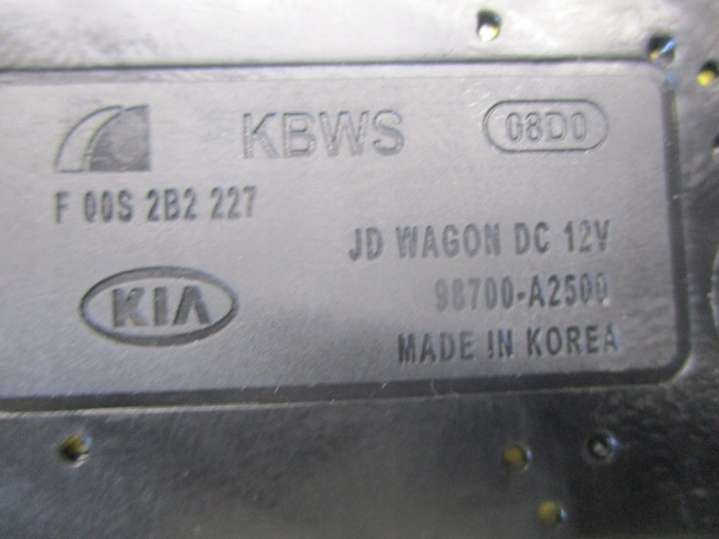 KBWS 08D0
F 00S 2B2 227
JD WAGON DC 12V
KIA 98700-A2500
MADE IN KOREA